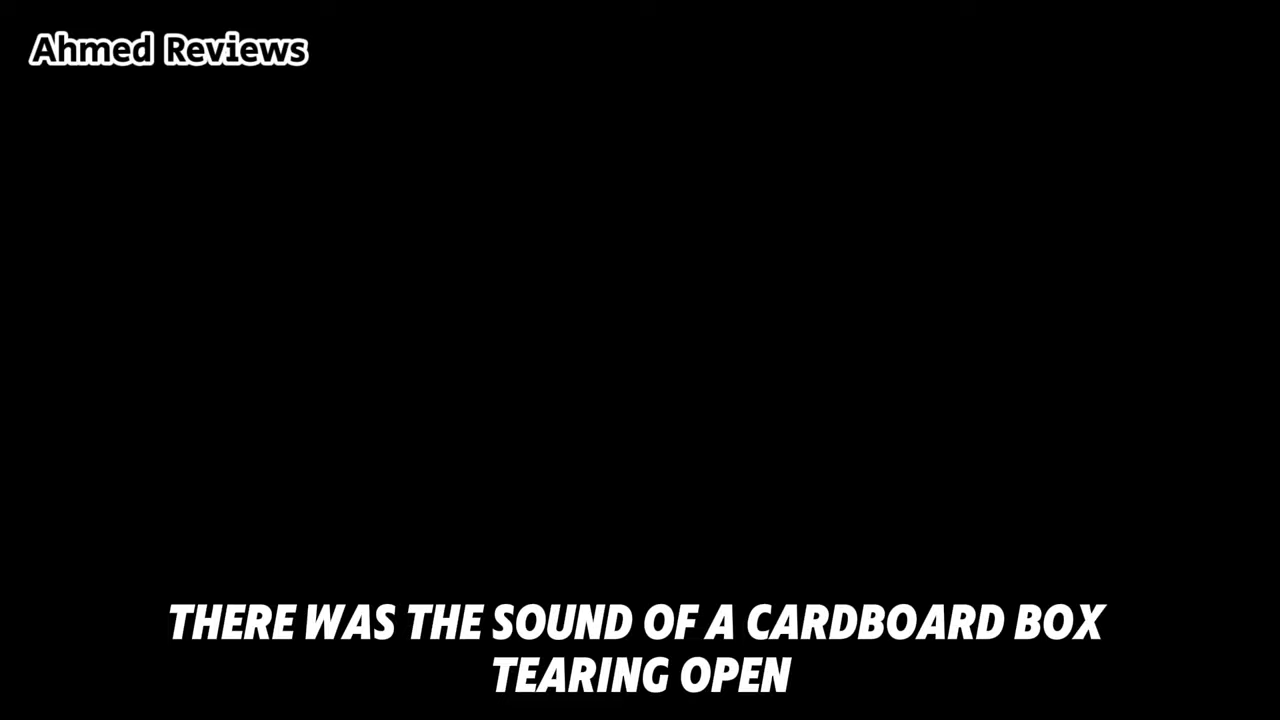 Ahmed Reviews
THERE WAS THE SOUND OF A CARDBOARD BOX
TEARING OPEN